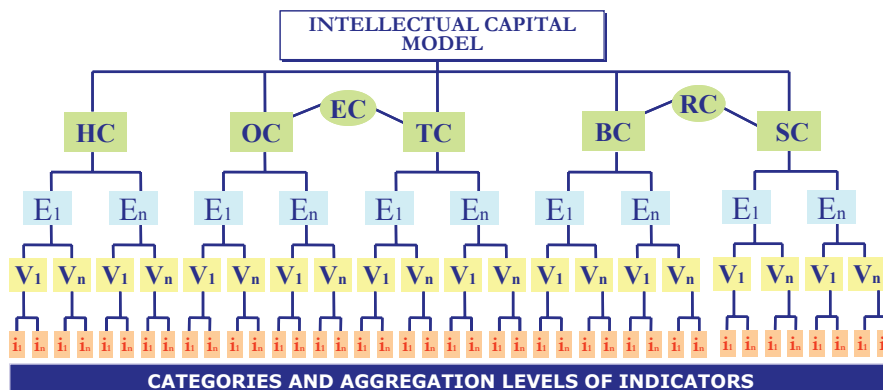 INTELLECTUAL CAPITAL
MODEL
EC RC
HC OC TC BC SC
E1 En E1 En E1 En E1 En E1 En
V1 Vn V1 Vn V1 Vn V1 Vn V1 Vn V1 Vn V1 Vn V1 Vn V1 Vn V1 Vn
i1 in i1 in i1 in i1 in i1 in i1 in i1 in i1 in i1 in i1 in i1 in i1 in i1 in i1 in i1 in i1 in i1 in i1 in i1 in i1 in
CATEGORIES AND AGGREGATION LEVELS OF INDICATORS